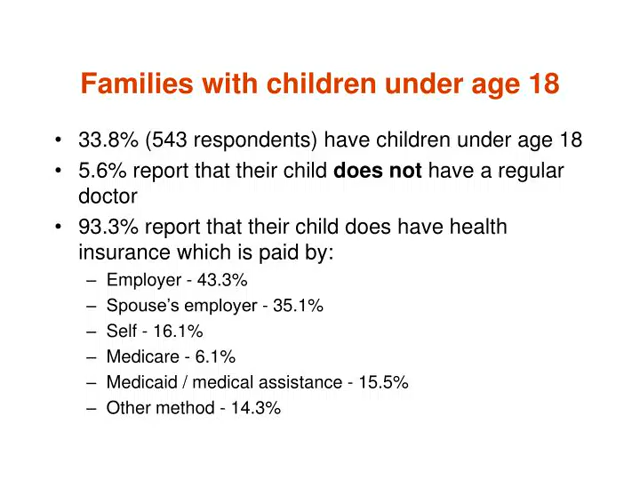 Families with children under age 18
• 33.8% (543 respondents) have children under age 18
• 5.6% report that their child does not have a regular
doctor
• 93.3% report that their child does have health
insurance which is paid by:
– Employer - 43.3%
– Spouse’s employer - 35.1%
– Self - 16.1%
– Medicare - 6.1%
– Medicaid / medical assistance - 15.5%
– Other method - 14.3%